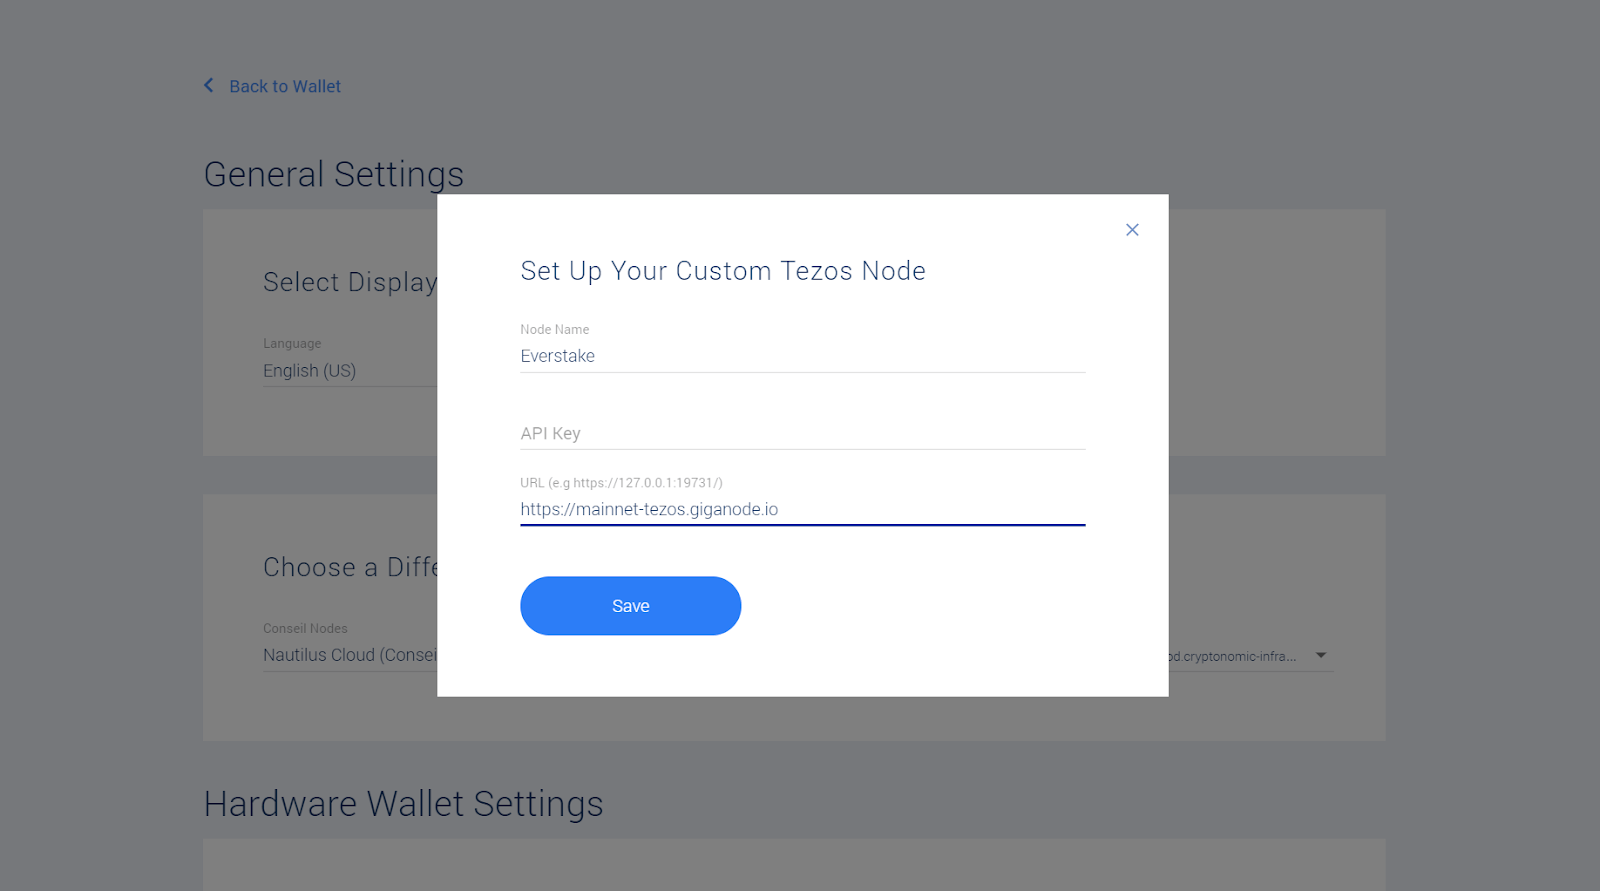 Back to Wallet
General Settings
Select Display
Language
English (US)
Set Up Your Custom Tezos Node
Node Name
Everstake
API Key
URL (e.g https://127.0.0.1:19731/)
https://mainnet-tezos.giganode.io
Save
Choose a Diffe
Conseil Nodes
Nautilus Cloud (Consei
od.cryptonomic-infra...
Hardware Wallet Settings